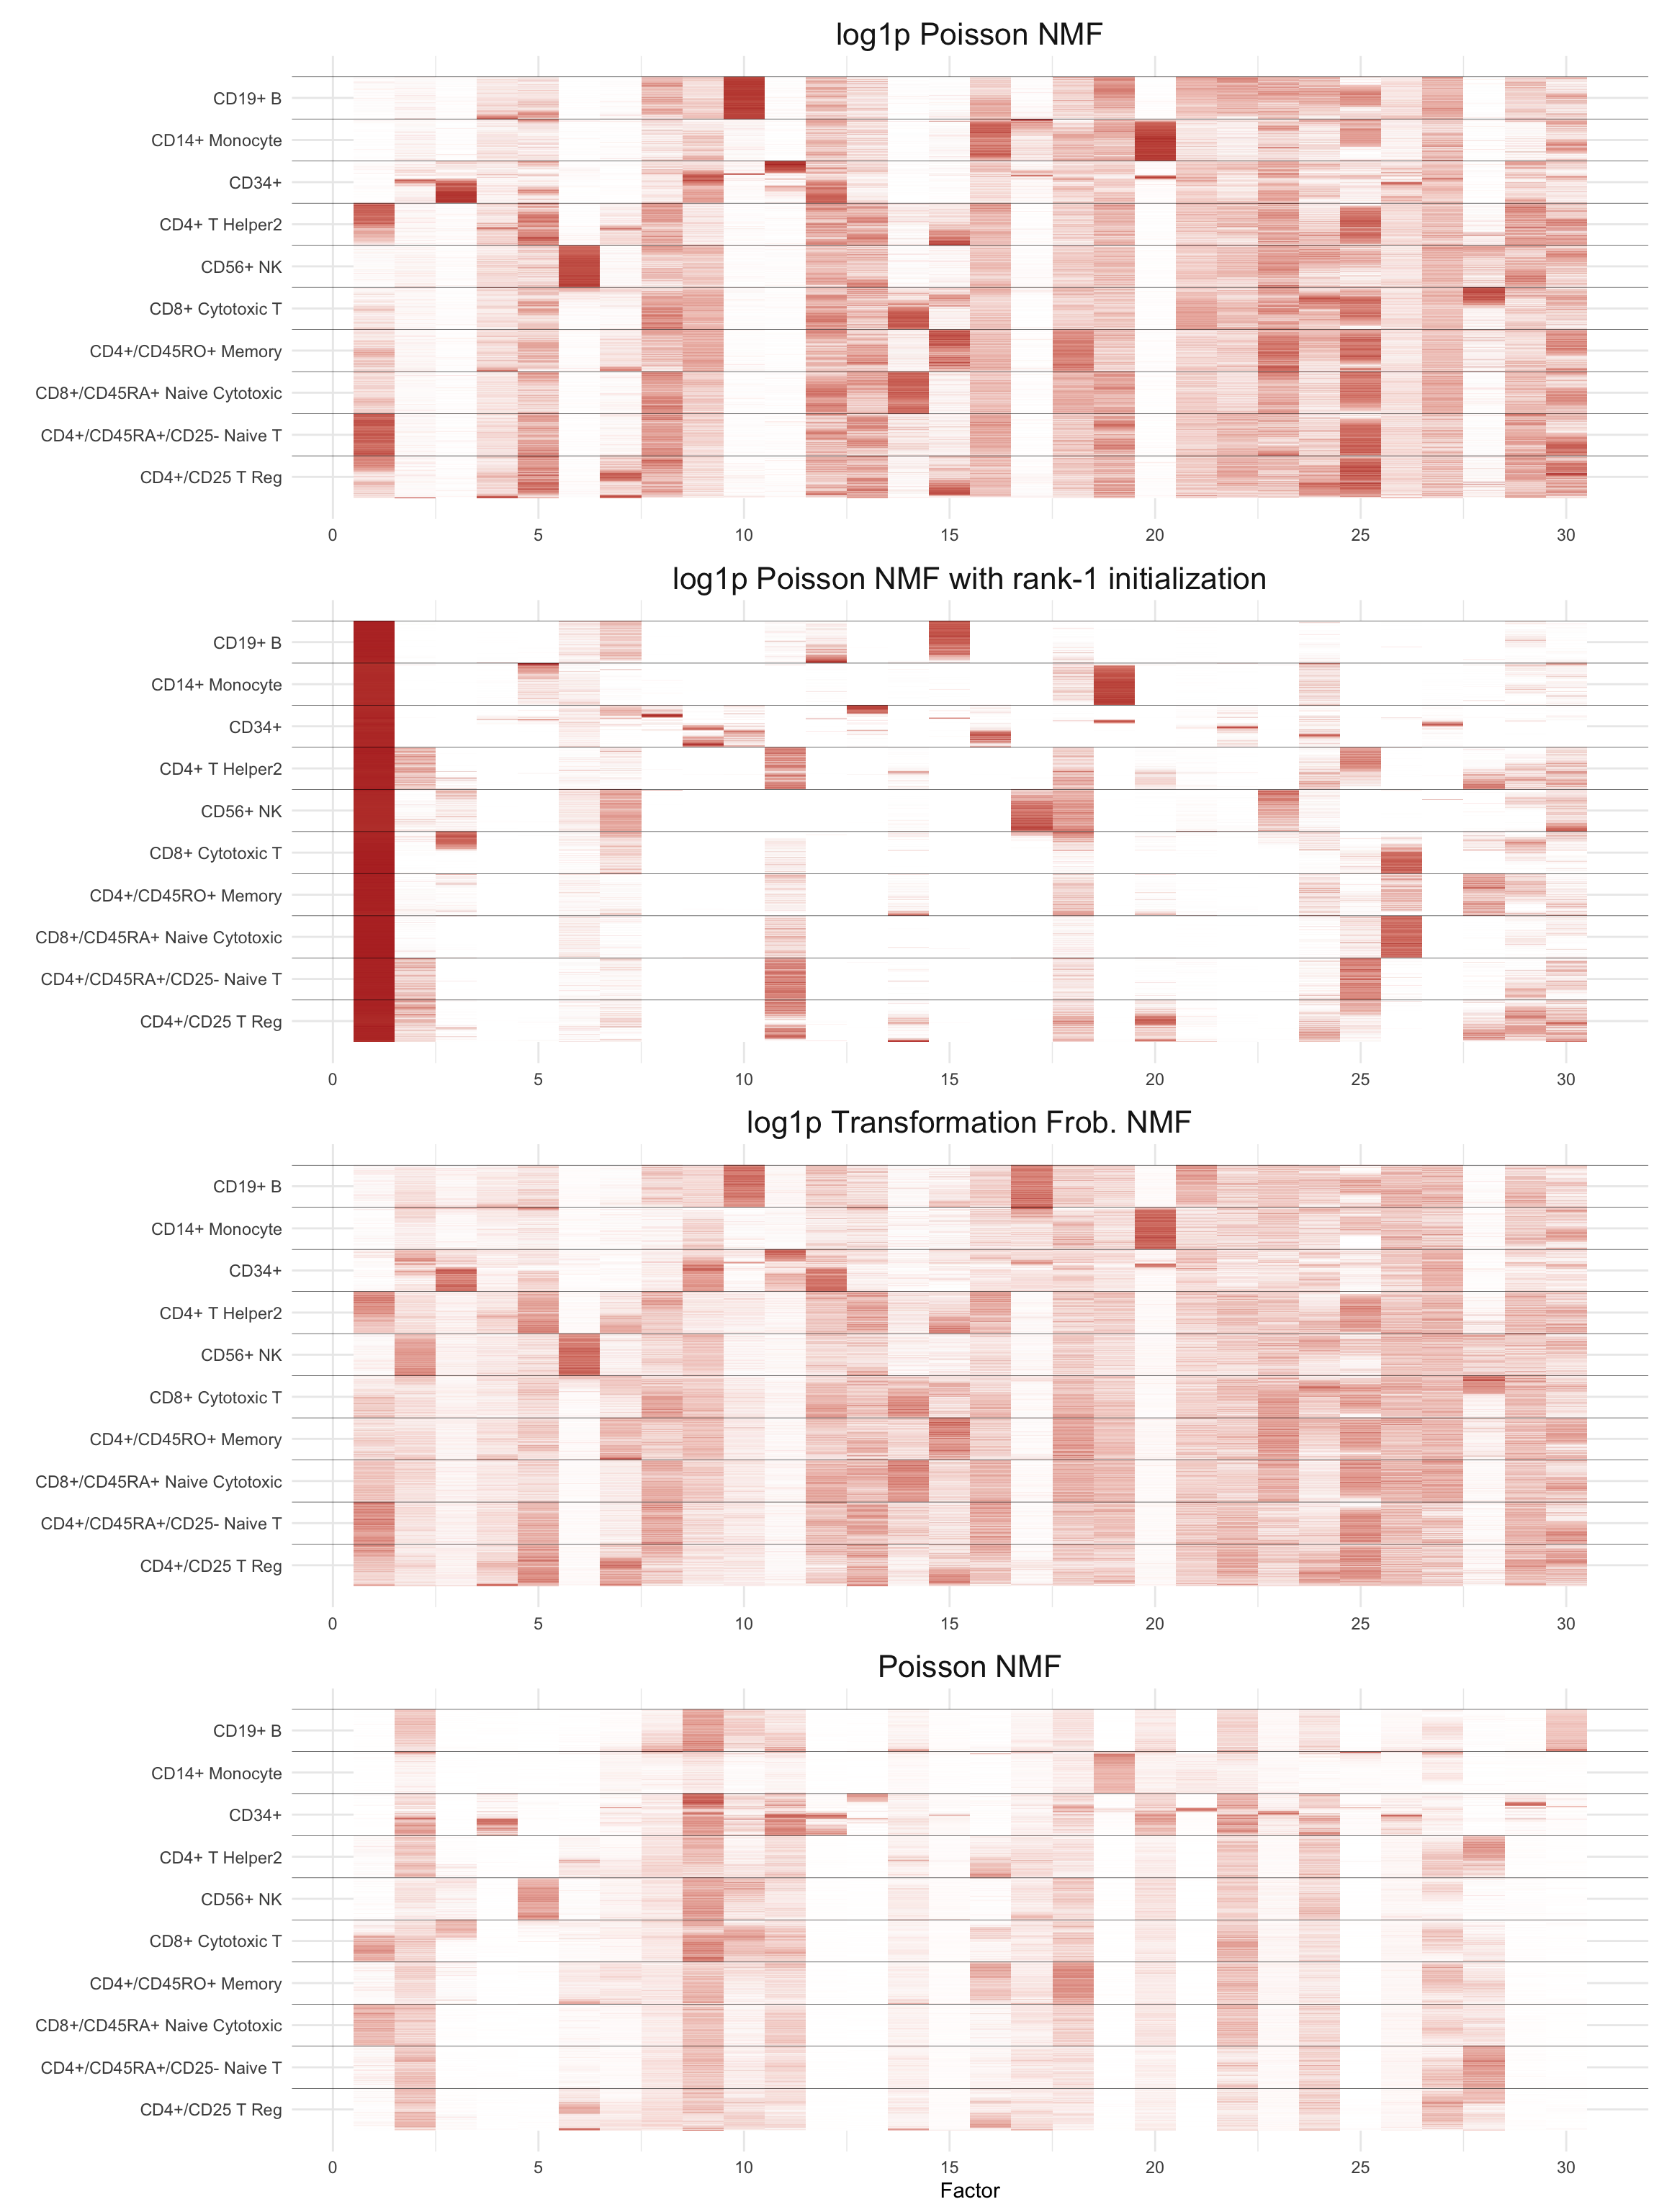 log1p Poisson NMF
CD19+ B
CD14+ Monocyte
CD34+
CD4+ T Helper2
CD56+ NK
CD8+ Cytotoxic T
CD4+/CD45RO+ Memory
CD8+/CD45RA+ Naive Cytotoxic
CD4+/CD45RA+/CD25- Naive T
CD4+/CD25 T Reg
0 5 10 15 20 25 30
log1p Poisson NMF with rank-1 initialization
CD19+ B
CD14+ Monocyte
CD34+
CD4+ T Helper2
CD56+ NK
CD8+ Cytotoxic T
CD4+/CD45RO+ Memory
CD8+/CD45RA+ Naive Cytotoxic
CD4+/CD45RA+/CD25- Naive T
CD4+/CD25 T Reg
0 5 10 15 20 25 30
log1p Transformation Frob. NMF
CD19+ B
CD14+ Monocyte
CD34+
CD4+ T Helper2
CD56+ NK
CD8+ Cytotoxic T
CD4+/CD45RO+ Memory
CD8+/CD45RA+ Naive Cytotoxic
CD4+/CD45RA+/CD25- Naive T
CD4+/CD25 T Reg
0 5 10 15 20 25 30
Poisson NMF
CD19+ B
CD14+ Monocyte
CD34+
CD4+ T Helper2
CD56+ NK
CD8+ Cytotoxic T
CD4+/CD45RO+ Memory
CD8+/CD45RA+ Naive Cytotoxic
CD4+/CD45RA+/CD25- Naive T
CD4+/CD25 T Reg
0 5 10 15 20 25 30
Factor